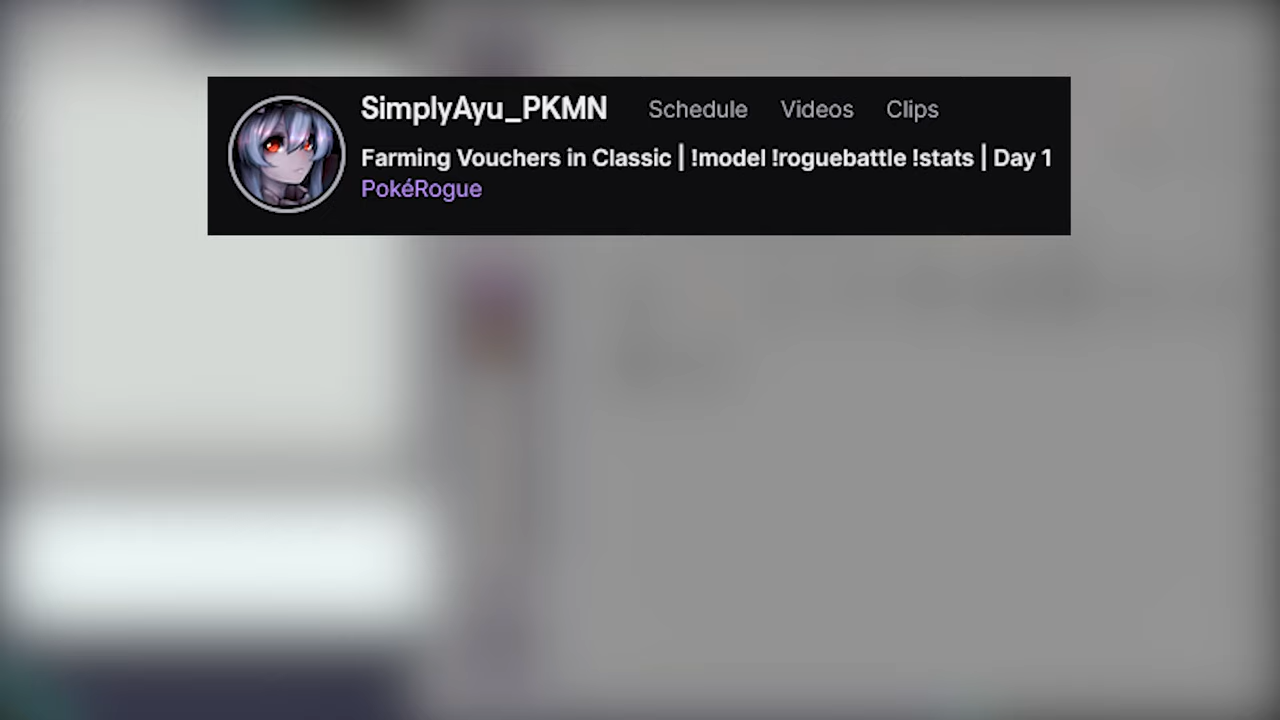 SimplyAyu_PKMN Schedule Videos Clips
Farming Vouchers in Classic | !model !roguebattle !stats | Day 1
PokéRogue